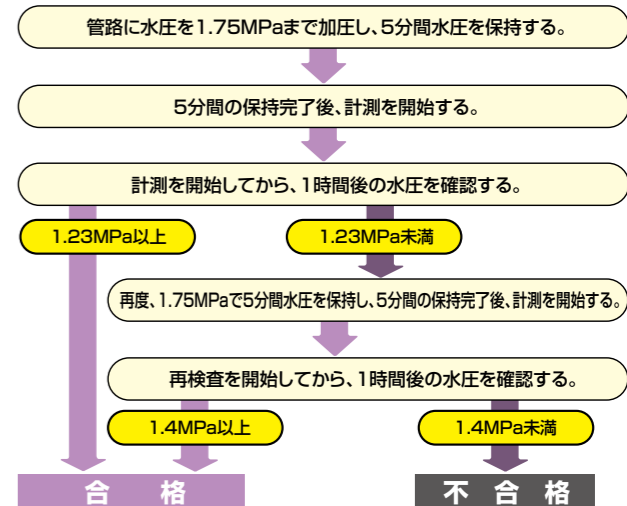 管路に水圧を1.75MPaまで加圧し、5分間水圧を保持する。
5分間の保持完了後、計測を開始する。
計測を開始してから、1時間後の水圧を確認する。
1.23MPa以上
1.23MPa未満
再度、1.75MPaで5分間水圧を保持し、5分間の保持完了後、計測を開始する。
再検査を開始してから、1時間後の水圧を確認する。
1.4MPa以上
1.4MPa未満
合 格
不 合 格